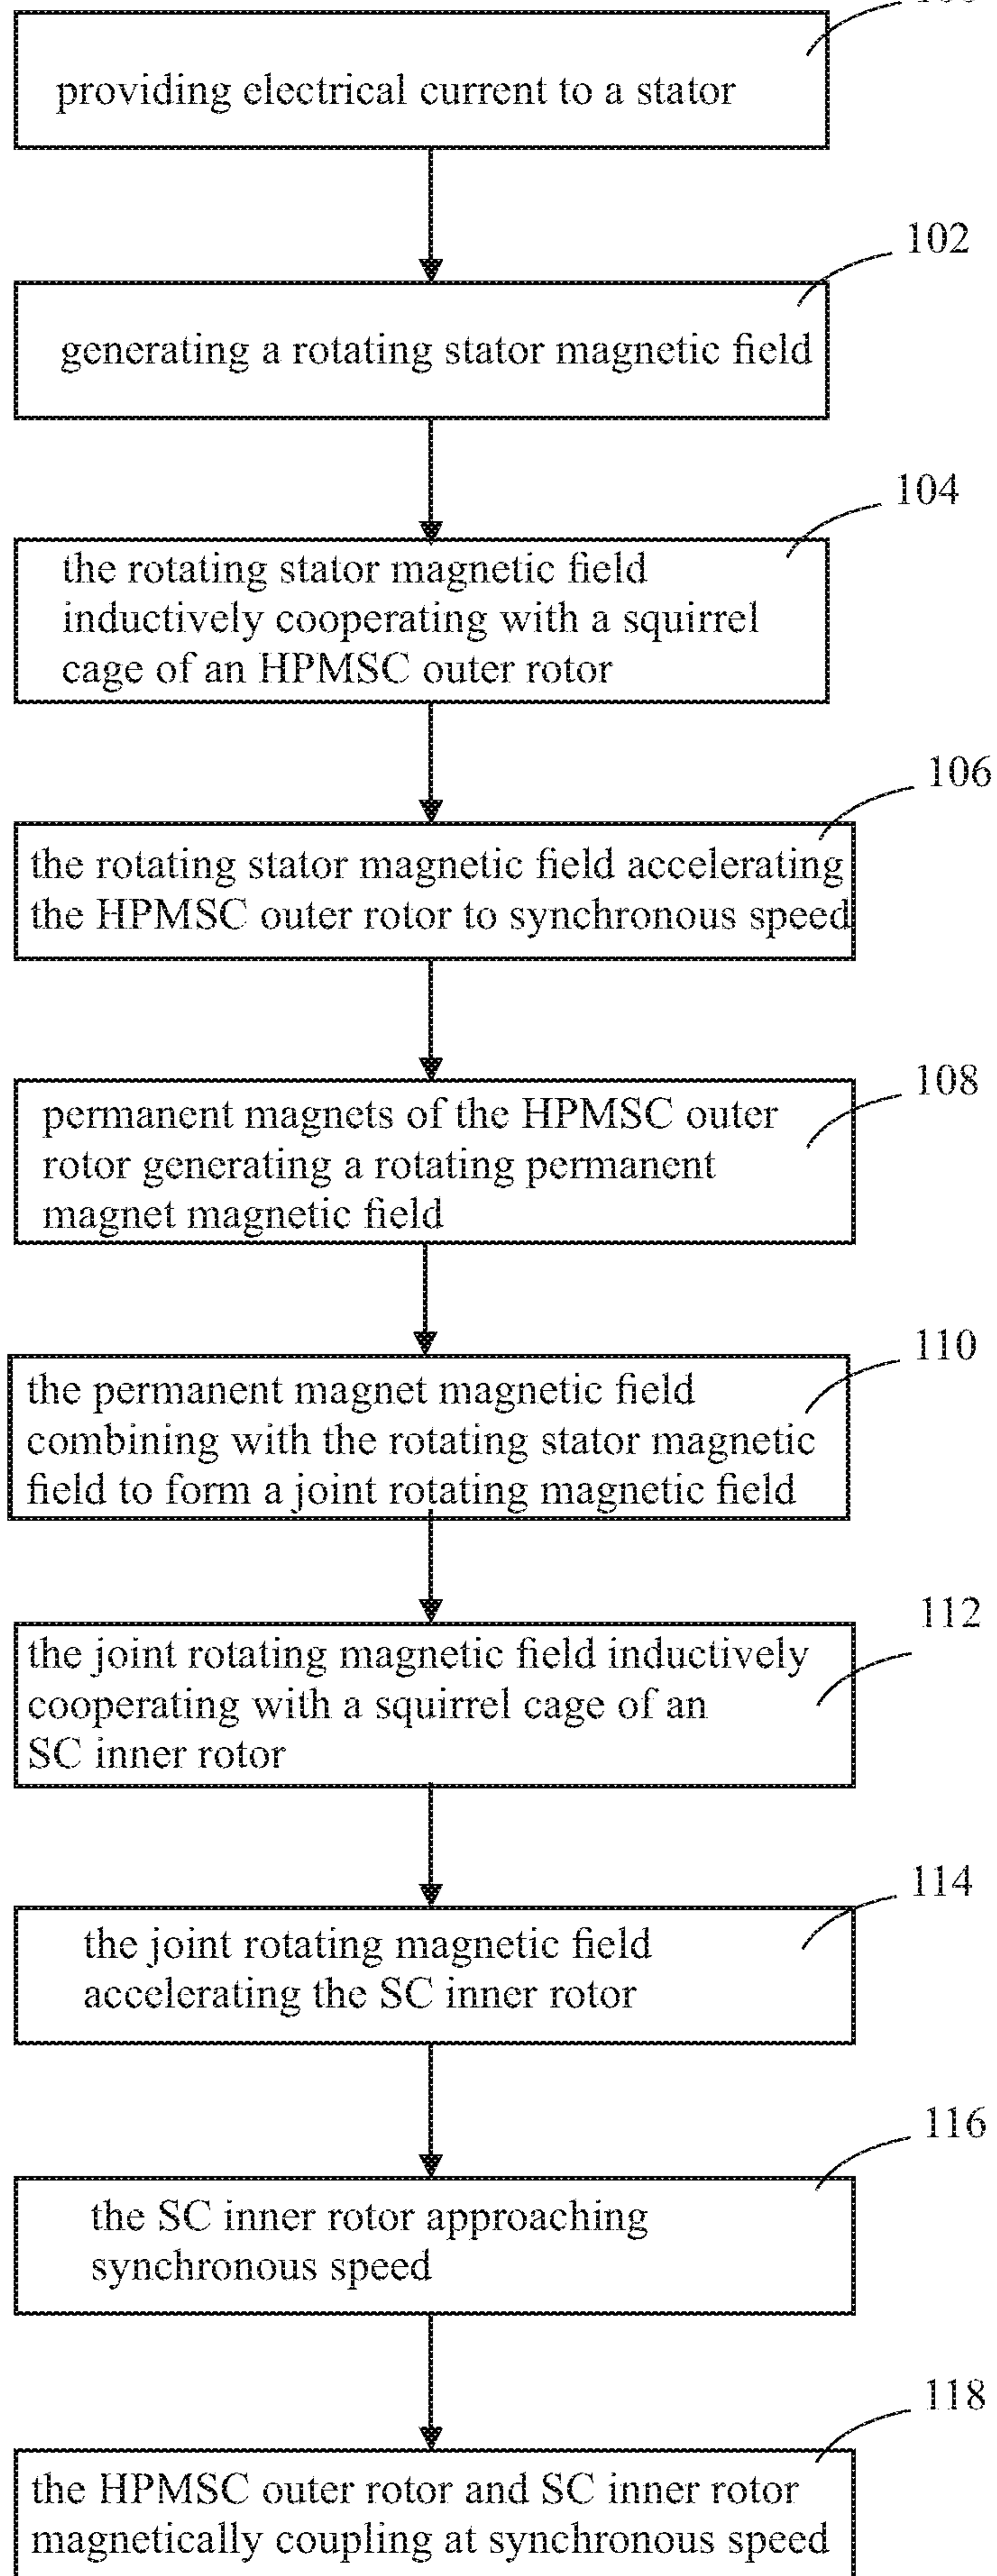 providing electrical current to a stator
102
generating a rotating stator magnetic field
104
the rotating stator magnetic field
inductively cooperating with a squirrel
cage of an HPMSC outer rotor
106
the rotating stator magnetic field accelerating
the HPMSC outer rotor to synchronous speed
108
permanent magnets of the HPMSC outer
rotor generating a rotating permanent
magnet magnetic field
110
the permanent magnet magnetic field
combining with the rotating stator magnetic
field to form a joint rotating magnetic field
112
the joint rotating magnetic field inductively
cooperating with a squirrel cage of an
SC inner rotor
114
the joint rotating magnetic field
accelerating the SC inner rotor
116
the SC inner rotor approaching
synchronous speed
118
the HPMSC outer rotor and SC inner rotor
magnetically coupling at synchronous speed